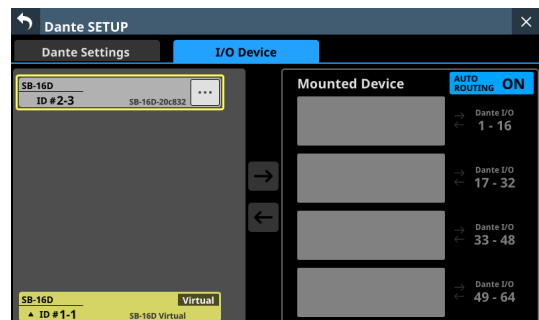 Dante SETUP
Dante Settings
I/O Device
SB-16D
ID #2-3
SB-16D-20c832
...
Mounted Device
AUTO ROUTING ON
Dante I/O
1 - 16
Dante I/O
17 - 32
Dante I/O
33 - 48
Dante I/O
49 - 64
SB-16D
Virtual
ID #1-1
SB-16D Virtual